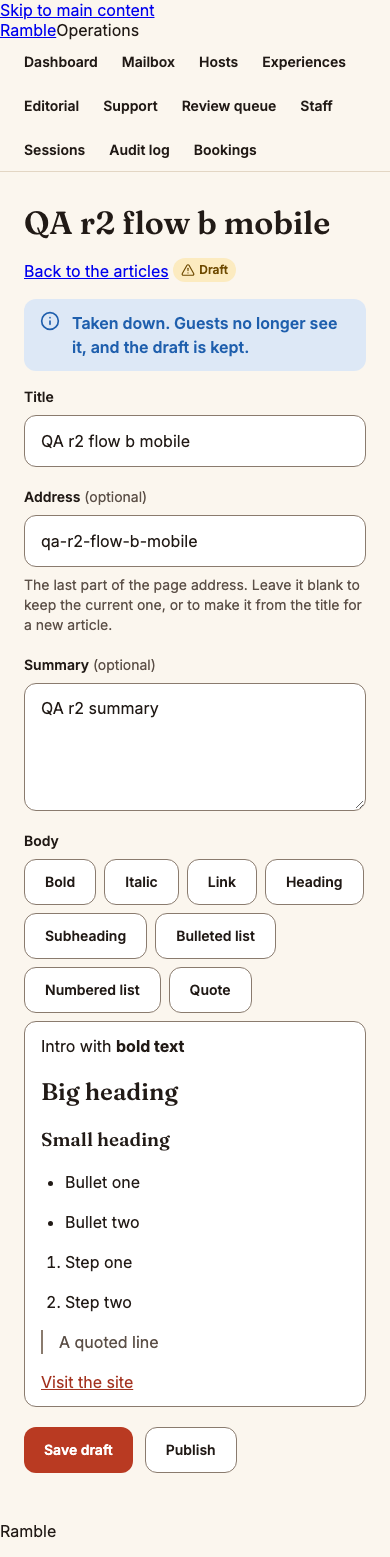 Skip to main content
RambleOperations
Dashboard Mailbox Hosts Experiences
Editorial Support Review queue Staff
Sessions Audit log Bookings
QA r2 flow b mobile
Back to the articles Draft
Taken down. Guests no longer see
it, and the draft is kept.
Title
QA r2 flow b mobile
Address (optional)
qa-r2-flow-b-mobile
The last part of the page address. Leave it blank to
keep the current one, or to make it from the title for
a new article.
Summary (optional)
QA r2 summary
Body
Bold Italic Link Heading
Subheading Bulleted list
Numbered list Quote
Intro with bold text
Big heading
Small heading
• Bullet one
• Bullet two
1. Step one
2. Step two
A quoted line
Visit the site
Save draft Publish
Ramble